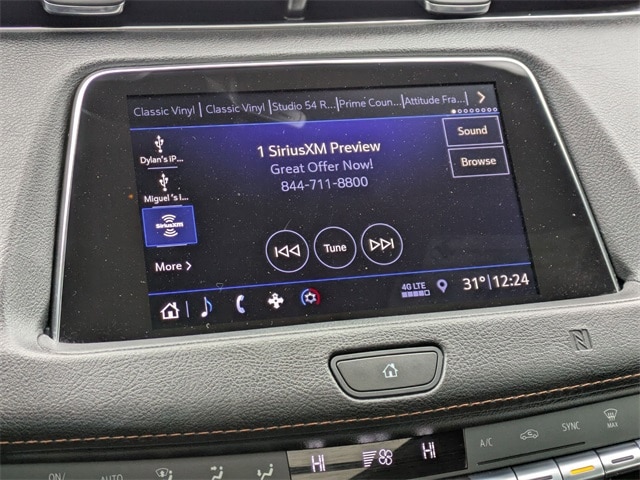 Classic Vinyl | Classic Vinyl | Studio 54 R... | Prime Coun... | Attitude Fra... | >
Sound
1 SiriusXM Preview
Dylan's iP...
Great Offer Now!
Browse
844-711-8800
Miguel 's i...
SiriusXM
Tune
More >
4G LTE
31° | 12:24
N
SYNC
MAX
A/C
HI
HI
ON/
AUTO